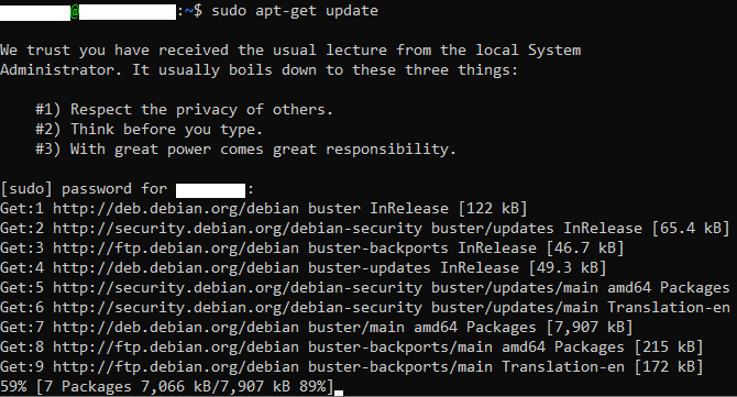 @:~$ sudo apt-get update
We trust you have received the usual lecture from the local System
Administrator. It usually boils down to these three things:
#1) Respect the privacy of others.
#2) Think before you type.
#3) With great power comes great responsibility.
[sudo] password for :
Get:1 http://deb.debian.org/debian buster InRelease [122 kB]
Get:2 http://security.debian.org/debian-security buster/updates InRelease [65.4 kB]
Get:3 http://ftp.debian.org/debian buster-backports InRelease [46.7 kB]
Get:4 http://deb.debian.org/debian buster-updates InRelease [49.3 kB]
Get:5 http://security.debian.org/debian-security buster/updates/main amd64 Packages
Get:6 http://security.debian.org/debian-security buster/updates/main Translation-en
Get:7 http://deb.debian.org/debian buster/main amd64 Packages [7,907 kB]
Get:8 http://ftp.debian.org/debian buster-backports/main amd64 Packages [215 kB]
Get:9 http://ftp.debian.org/debian buster-backports/main Translation-en [172 kB]
59% [7 Packages 7,066 kB/7,907 kB 89%]